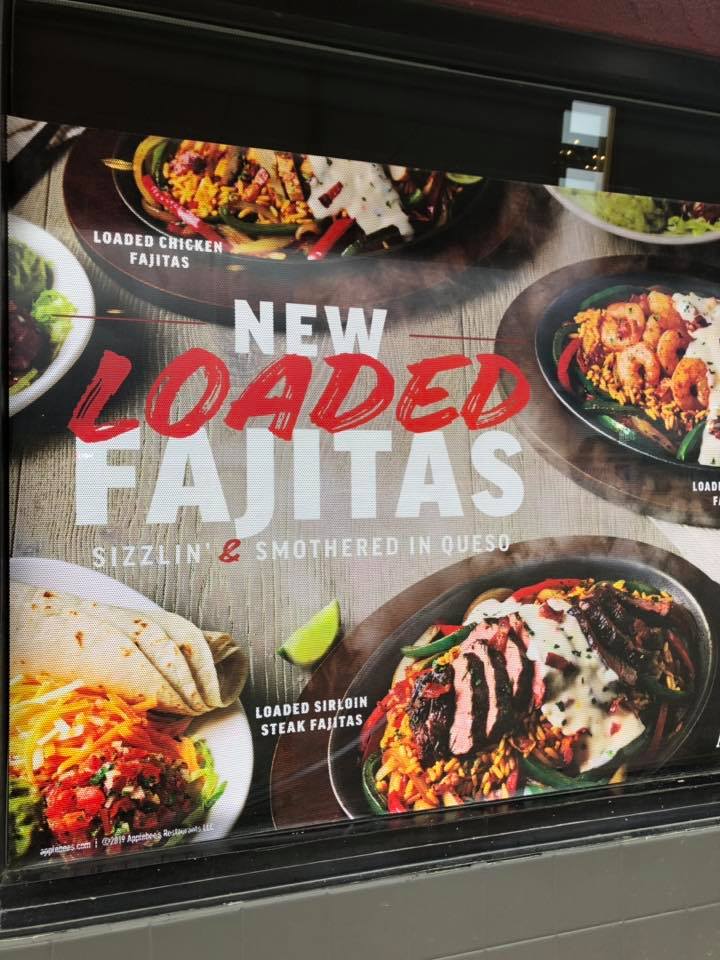 LOADED CHICKEN
FAJITAS
NEW
LOADED
FAJITAS
SIZZLIN' & SMOTHERED IN QUESO
LOADED SIRLOIN
STEAK FAJITAS
applebees.com | ©2019 Applebee's Restaurants LLC